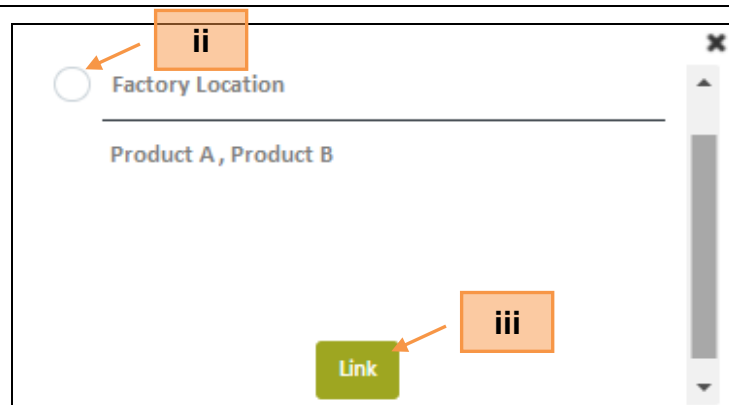 ii
Factory Location
Product A , Product B
iii
Link